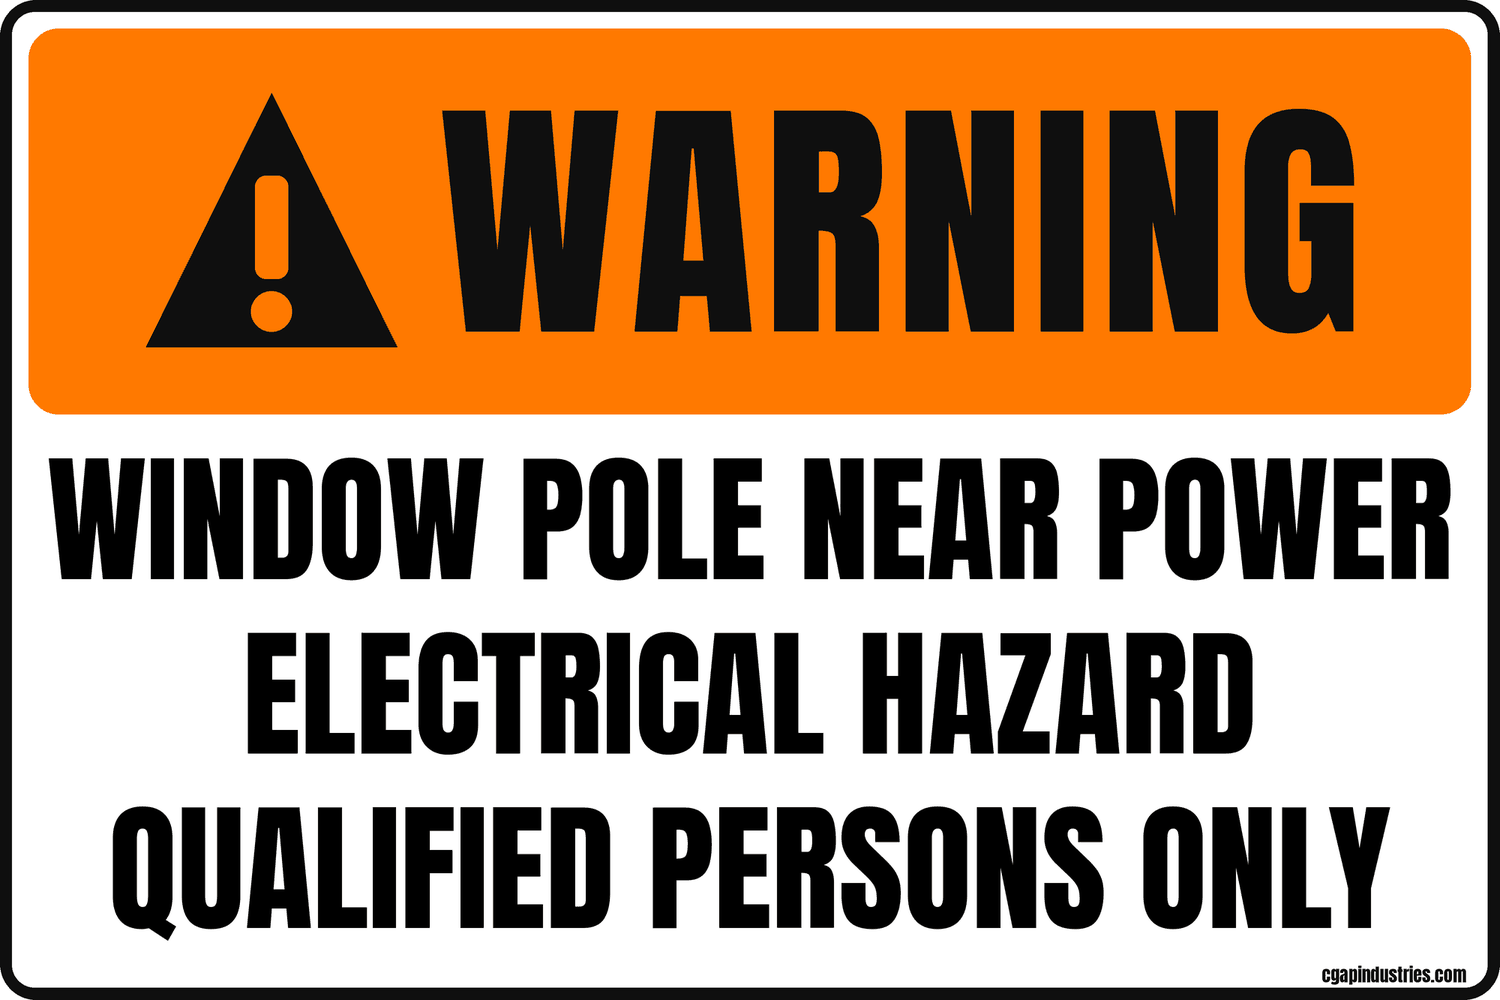 WARNING
WINDOW POLE NEAR POWER
ELECTRICAL HAZARD
QUALIFIED PERSONS ONLY
cgapindustries.com